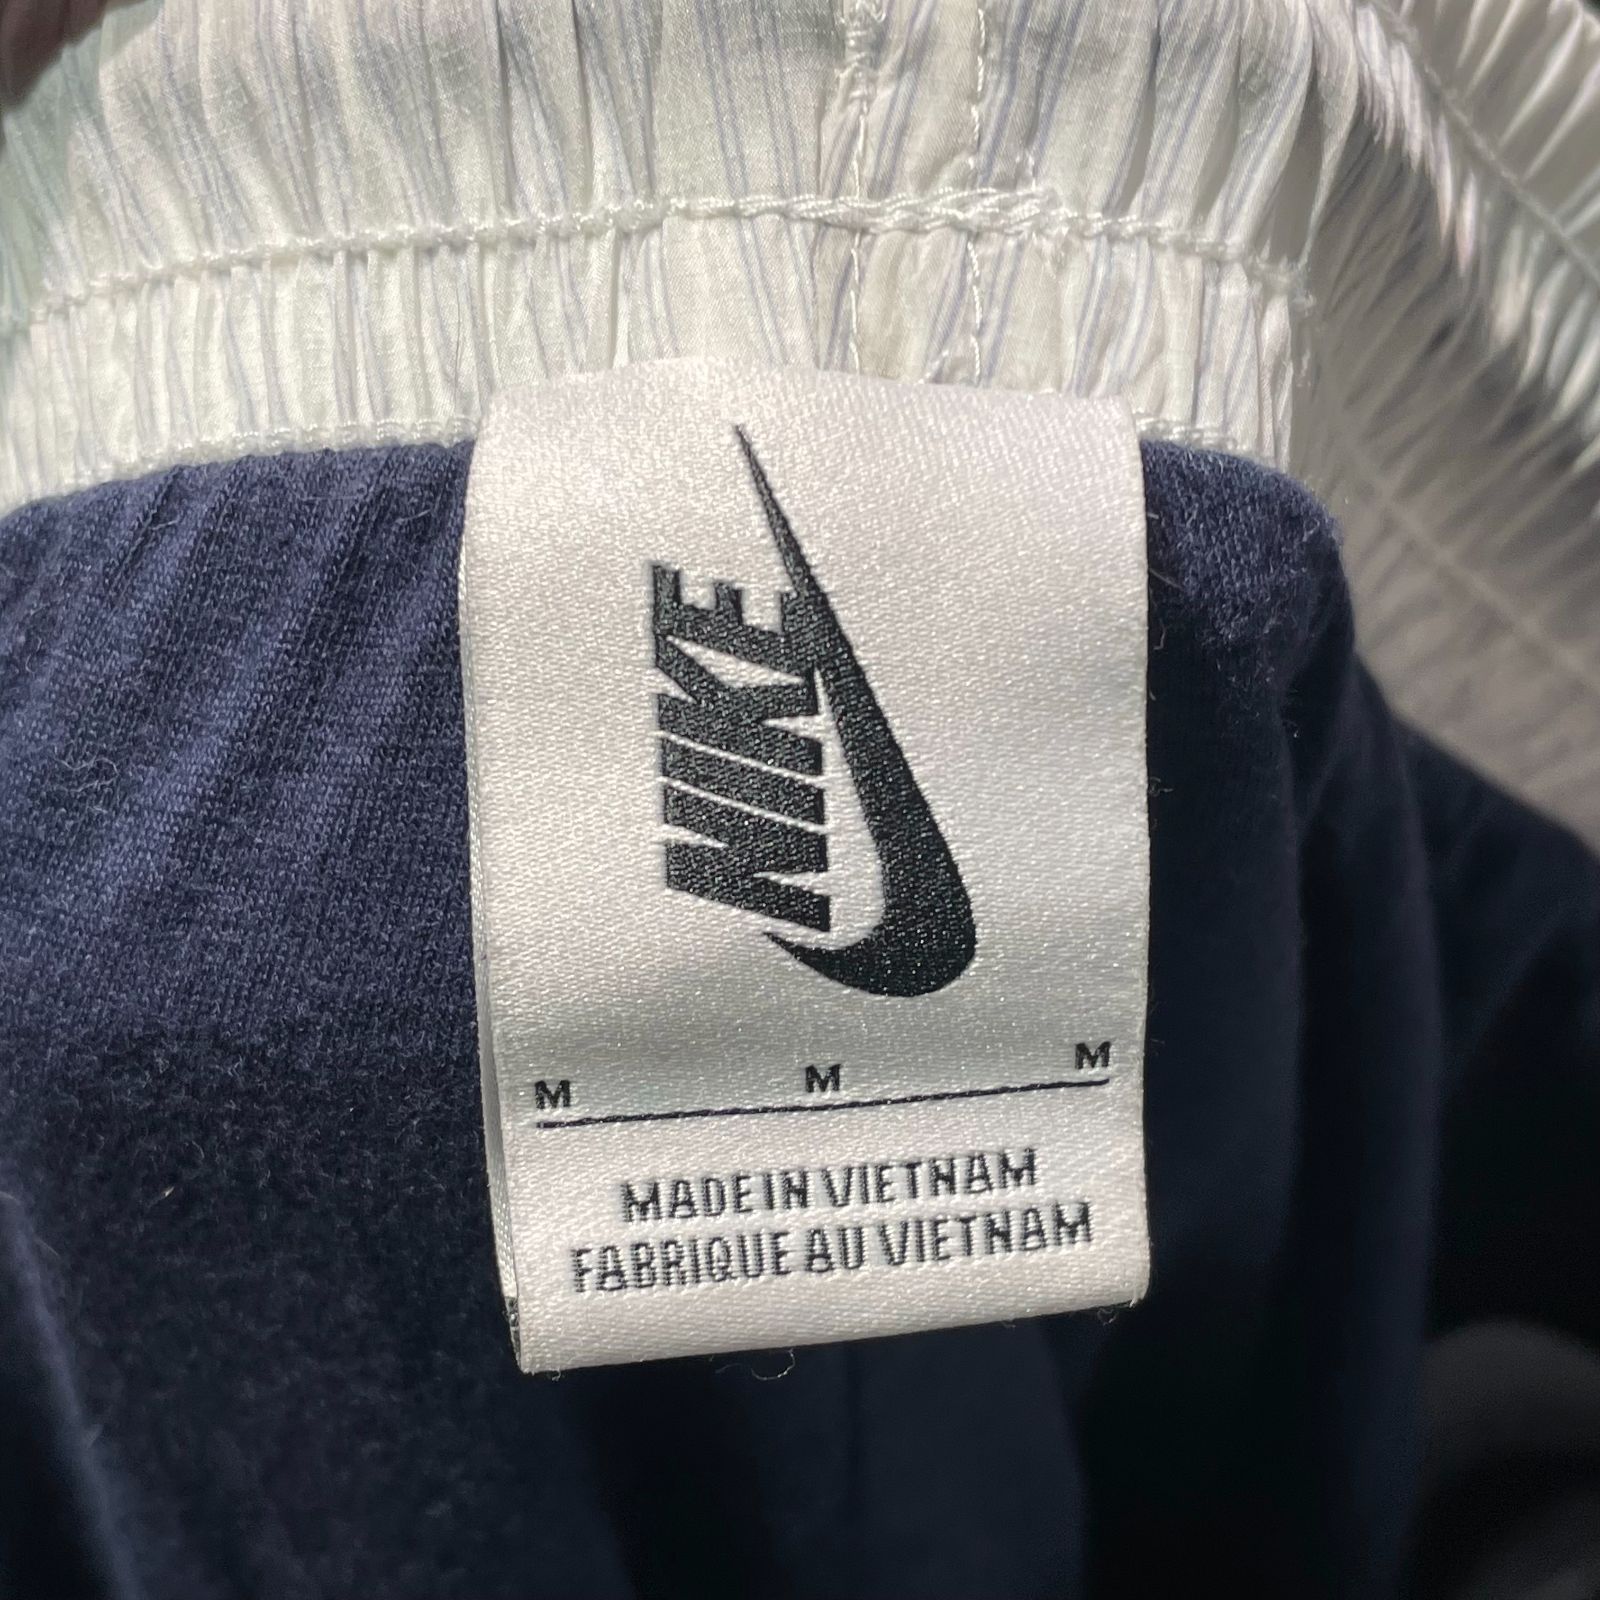 NIKE
M M M
MADE IN VIETNAM
FABRIQUE AU VIETNAM